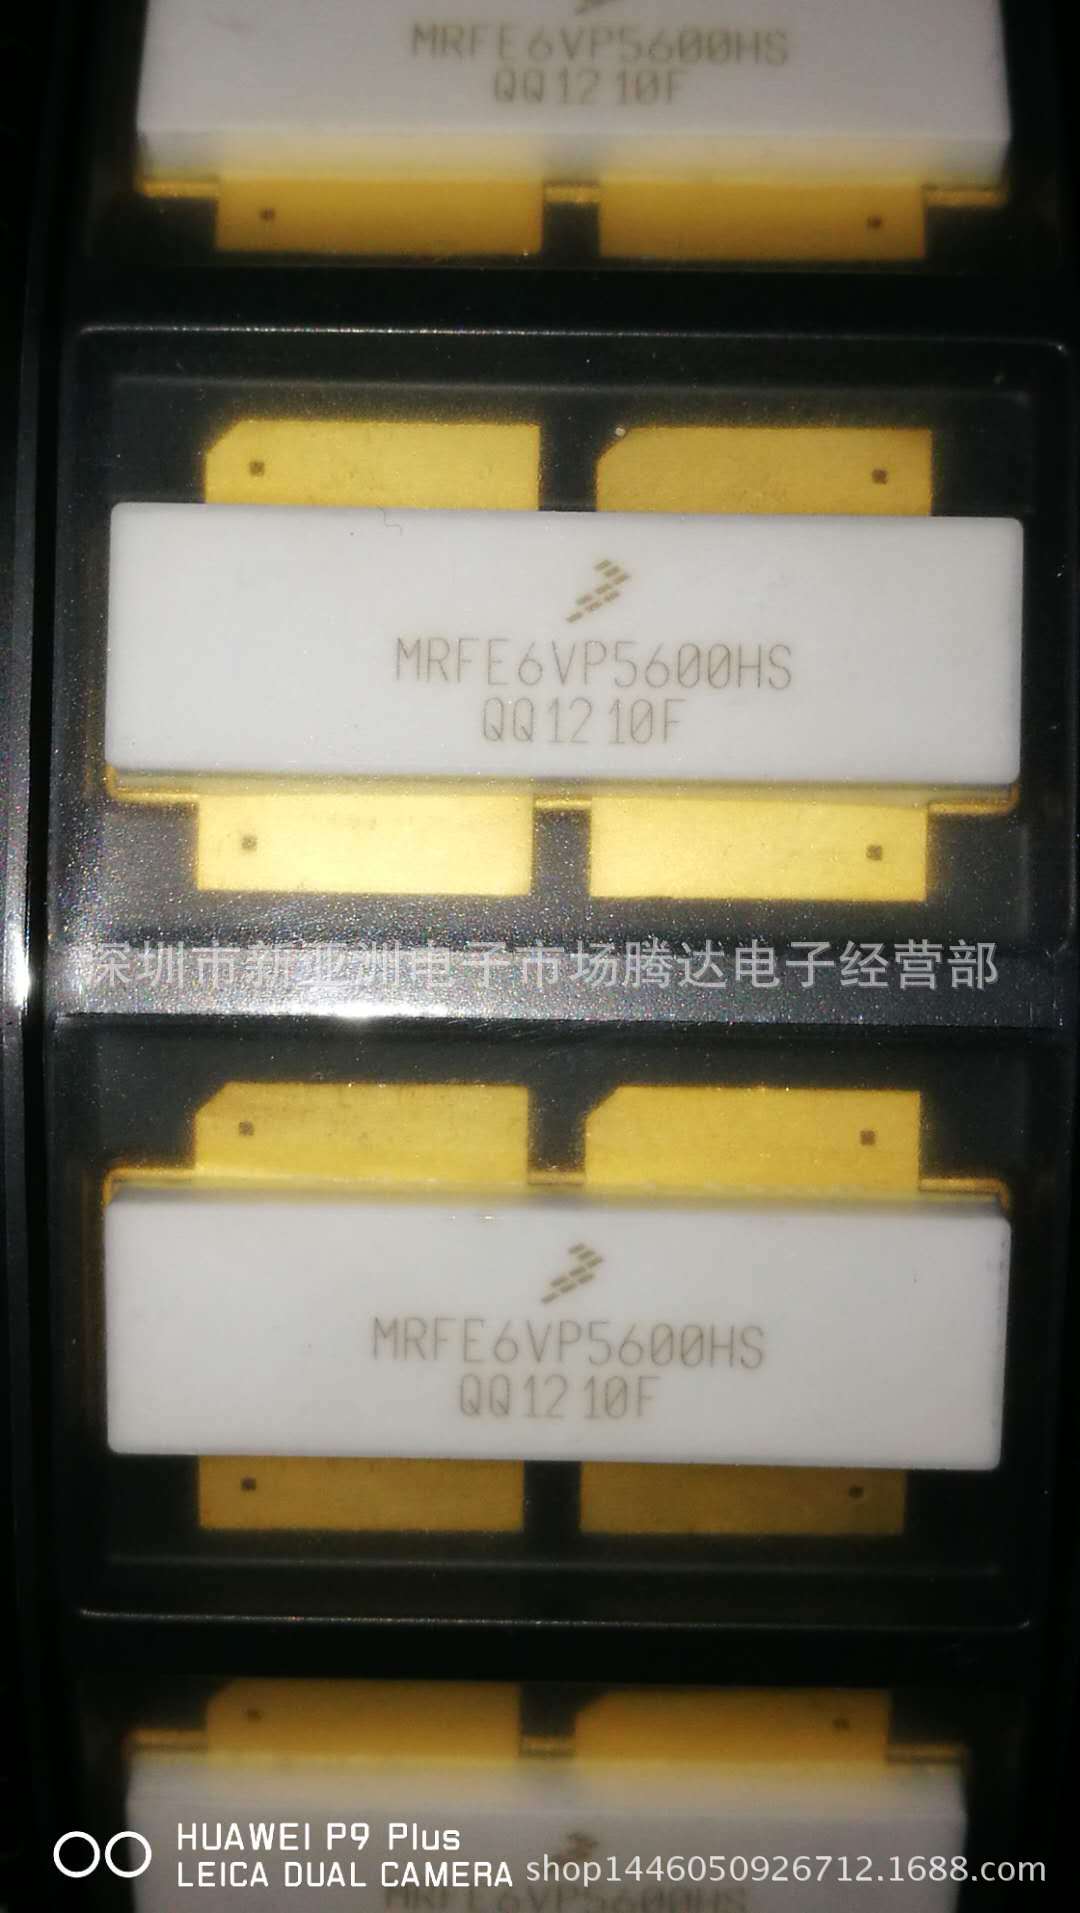 MRFE6VP5600HS
QQ1210F
MRFE6VP5600HS
QQ1210F
深圳市新亚洲电子市场腾达电子经营部
MRFE6VP5600HS
QQ1210F
HUAWEI P9 Plus
LEICA DUAL CAMERA
shop1446050926712.1688.com
MRFE6VP5600HS